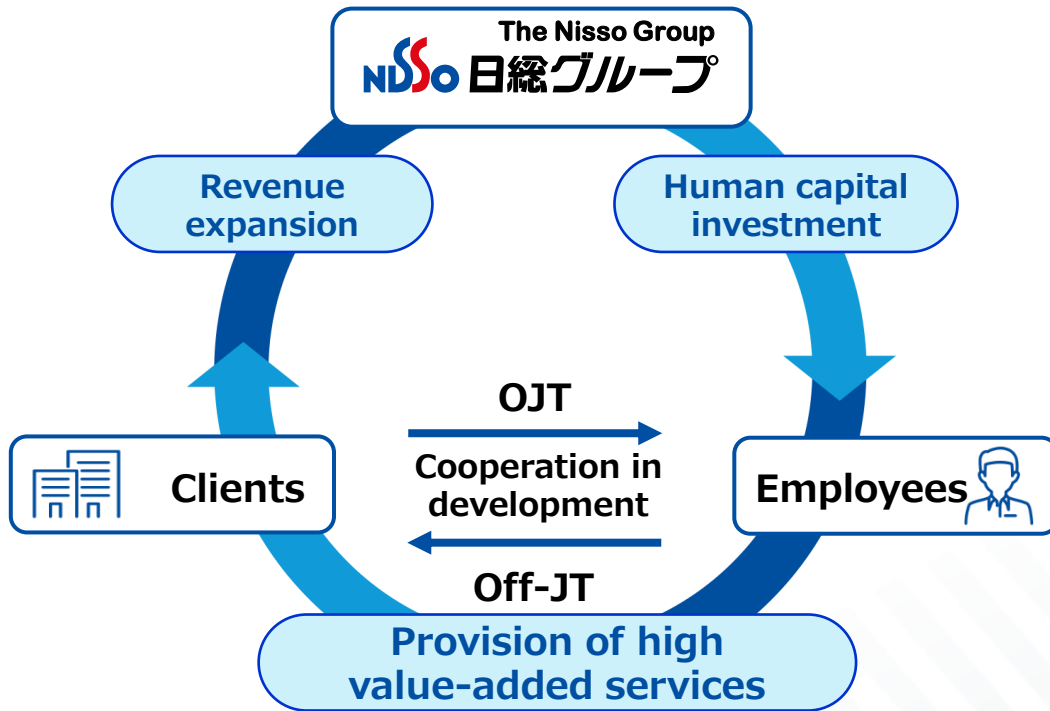 The Nisso Group
NISSO 日総グループ
Revenue
expansion
Human capital
investment
OJT
Clients
Cooperation in
development
Employees
Off-JT
Provision of high
value-added services